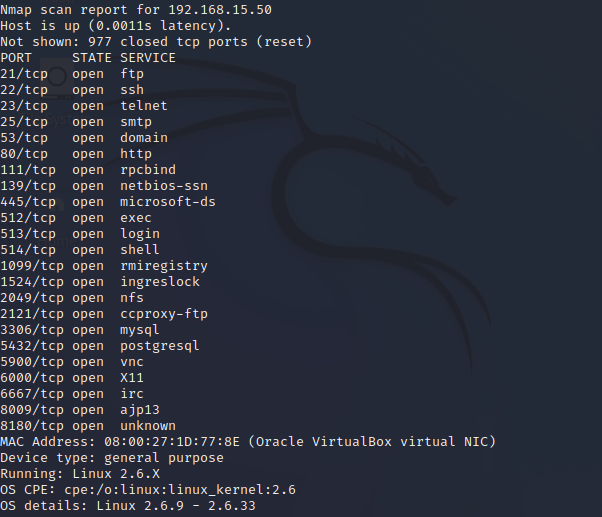 Nmap scan report for 192.168.15.50
Host is up (0.0011s latency).
Not shown: 977 closed tcp ports (reset)
PORT     STATE SERVICE
21/tcp   open  ftp
22/tcp   open  ssh
23/tcp   open  telnet
25/tcp   open  smtp
53/tcp   open  domain
80/tcp   open  http
111/tcp  open  rpcbind
139/tcp  open  netbios-ssn
445/tcp  open  microsoft-ds
512/tcp  open  exec
513/tcp  open  login
514/tcp  open  shell
1099/tcp open  rmiregistry
1524/tcp open  ingreslock
2049/tcp open  nfs
2121/tcp open  ccproxy-ftp
3306/tcp open  mysql
5432/tcp open  postgresql
5900/tcp open  vnc
6000/tcp open  X11
6667/tcp open  irc
8009/tcp open  ajp13
8180/tcp open  unknown
MAC Address: 08:00:27:1D:77:8E (Oracle VirtualBox virtual NIC)
Device type: general purpose
Running: Linux 2.6.X
OS CPE: cpe:/o:linux:linux_kernel:2.6
OS details: Linux 2.6.9 - 2.6.33